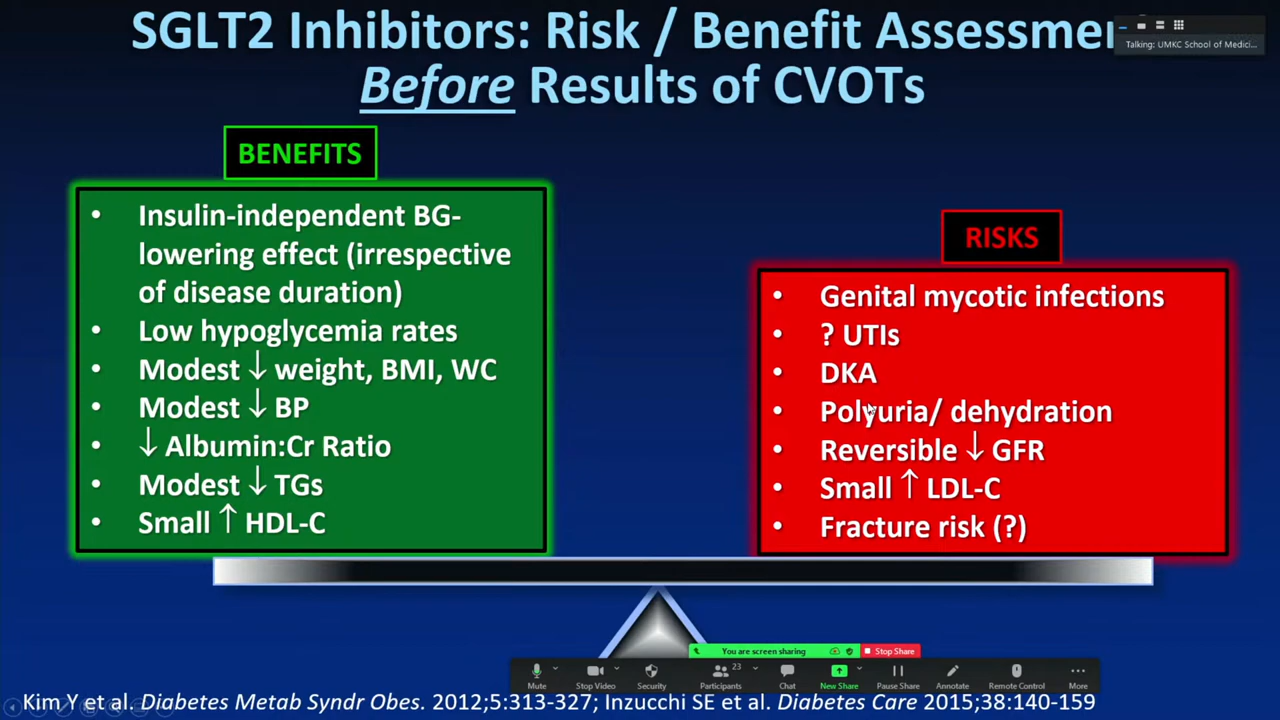 SGLT2 Inhibitors: Risk / Benefit Assessmen
Before Results of CVOTs
Talking: UMKC School of Medici...
BENEFITS
• Insulin-independent BG-
lowering effect (irrespective
of disease duration)
• Low hypoglycemia rates
• Modest ↓ weight, BMI, WC
• Modest ↓ BP
• ↓ Albumin:Cr Ratio
• Modest ↓ TGs
• Small ↑ HDL-C
RISKS
• Genital mycotic infections
• ? UTIs
• DKA
• Polyuria/ dehydration
• Reversible ↓ GFR
• Small ↑ LDL-C
• Fracture risk (?)
You are screen sharing
Stop Share
Mute
Stop Video
Security
Participants
23
Chat
New Share
Pause Share
Annotate
Remote Control
More
Kim Y et al. Diabetes Metab Syndr Obes. 2012;5:313-327; Inzucchi SE et al. Diabetes Care 2015;38:140-159